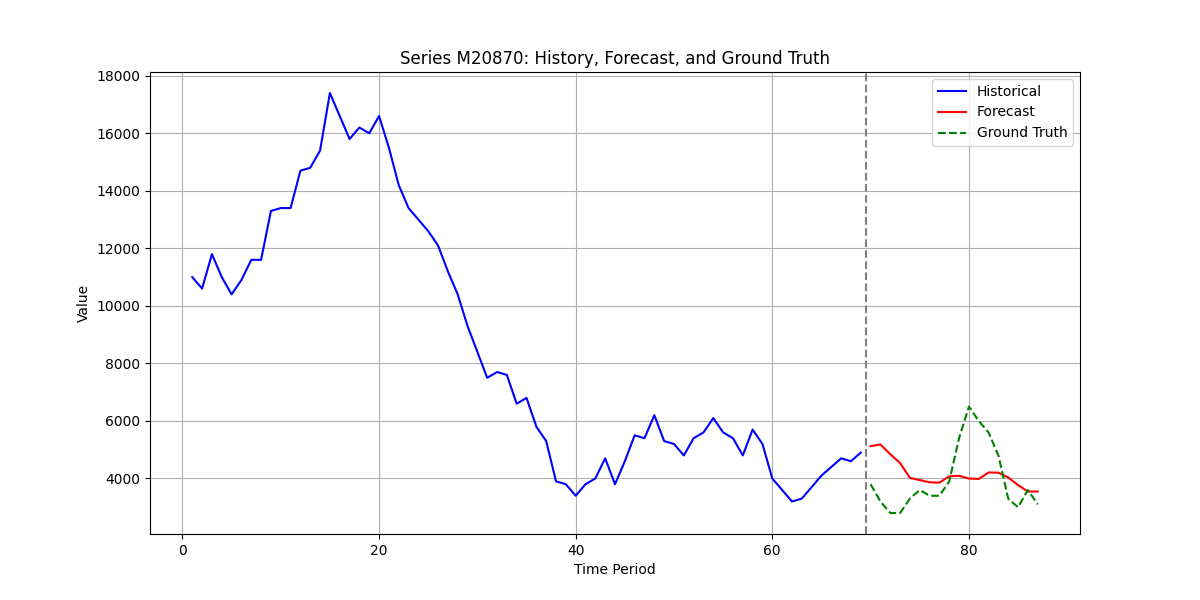 Series M20870: History, Forecast, and Ground Truth
18000
16000
14000
12000
10000
8000
6000
4000
Value
Historical
Forecast
Ground Truth
0
20
40
60
80
Time Period